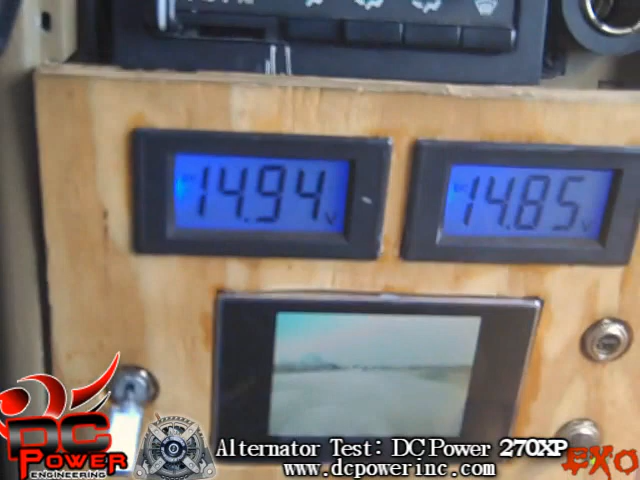 14.94 V
14.85 V
DC
POWER
ENGINEERING
Alternator Test: DC Power 270XP
www.dcpowerinc.com
EXO